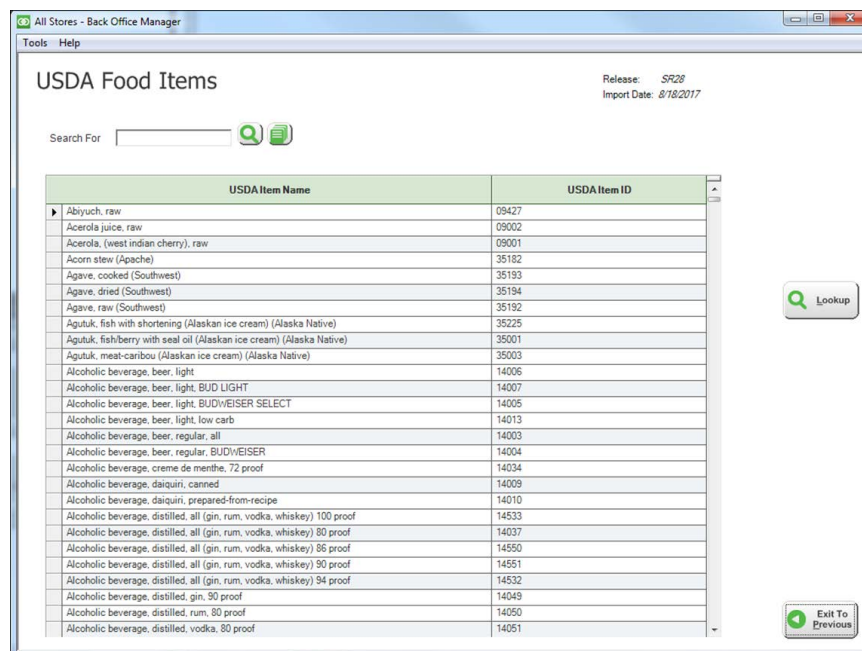 All Stores - Back Office Manager
Tools Help
USDA Food Items
Release: SR28
Import Date: 8/18/2017
Search For
USDA Item Name USDA Item ID
Abiyuch, raw 09427
Acerola juice, raw 09002
Acerola, (west indian cherry), raw 09001
Acorn stew (Apache) 35182
Agave, cooked (Southwest) 35193
Agave, dried (Southwest) 35194
Agave, raw (Southwest) 35192
Agutuk, fish with shortening (Alaskan ice cream) (Alaska Native) 35225
Agutuk, fish/berry with seal oil (Alaskan ice cream) (Alaska Native) 35001
Agutuk, meat-caribou (Alaskan ice cream) (Alaska Native) 35003
Alcoholic beverage, beer, light 14006
Alcoholic beverage, beer, light, BUD LIGHT 14007
Alcoholic beverage, beer, light, BUDWEISER SELECT 14005
Alcoholic beverage, beer, light, low carb 14013
Alcoholic beverage, beer, regular, all 14003
Alcoholic beverage, beer, regular, BUDWEISER 14004
Alcoholic beverage, creme de menthe, 72 proof 14034
Alcoholic beverage, daiquiri, canned 14009
Alcoholic beverage, daiquiri, prepared-from-recipe 14010
Alcoholic beverage, distilled, all (gin, rum, vodka, whiskey) 100 proof 14533
Alcoholic beverage, distilled, all (gin, rum, vodka, whiskey) 80 proof 14037
Alcoholic beverage, distilled, all (gin, rum, vodka, whiskey) 86 proof 14550
Alcoholic beverage, distilled, all (gin, rum, vodka, whiskey) 90 proof 14551
Alcoholic beverage, distilled, all (gin, rum, vodka, whiskey) 94 proof 14532
Alcoholic beverage, distilled, gin, 90 proof 14049
Alcoholic beverage, distilled, rum, 80 proof 14050
Alcoholic beverage, distilled, vodka, 80 proof 14051
Lookup
Exit To
Previous